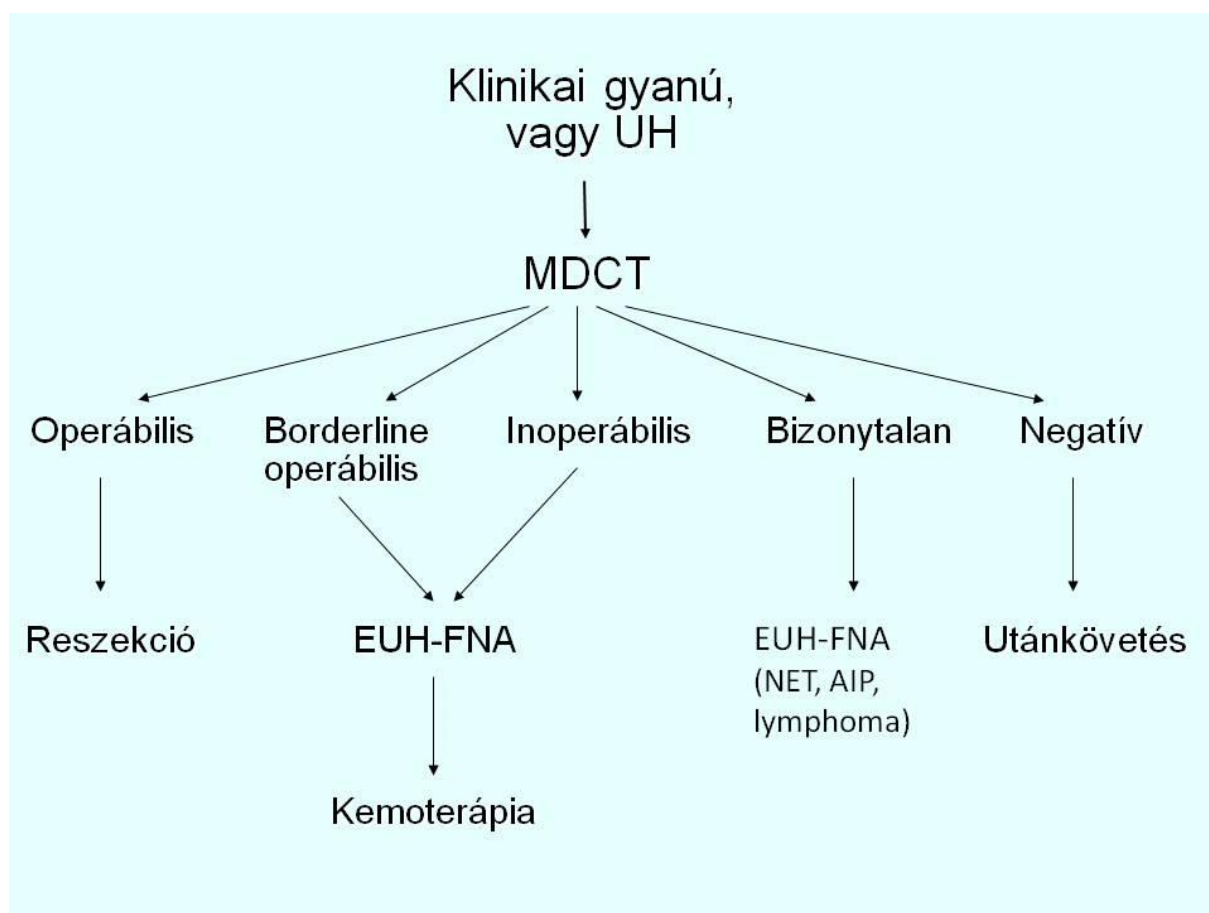 Klinikai gyanú,
vagy UH
MDCT
Operábilis
Borderline
operábilis
Inoperábilis
Bizonytalan
Negatív
Reszekció
EUH-FNA
EUH-FNA
(NET, AIP,
lymphoma)
Utánkövetés
Kemoterápia